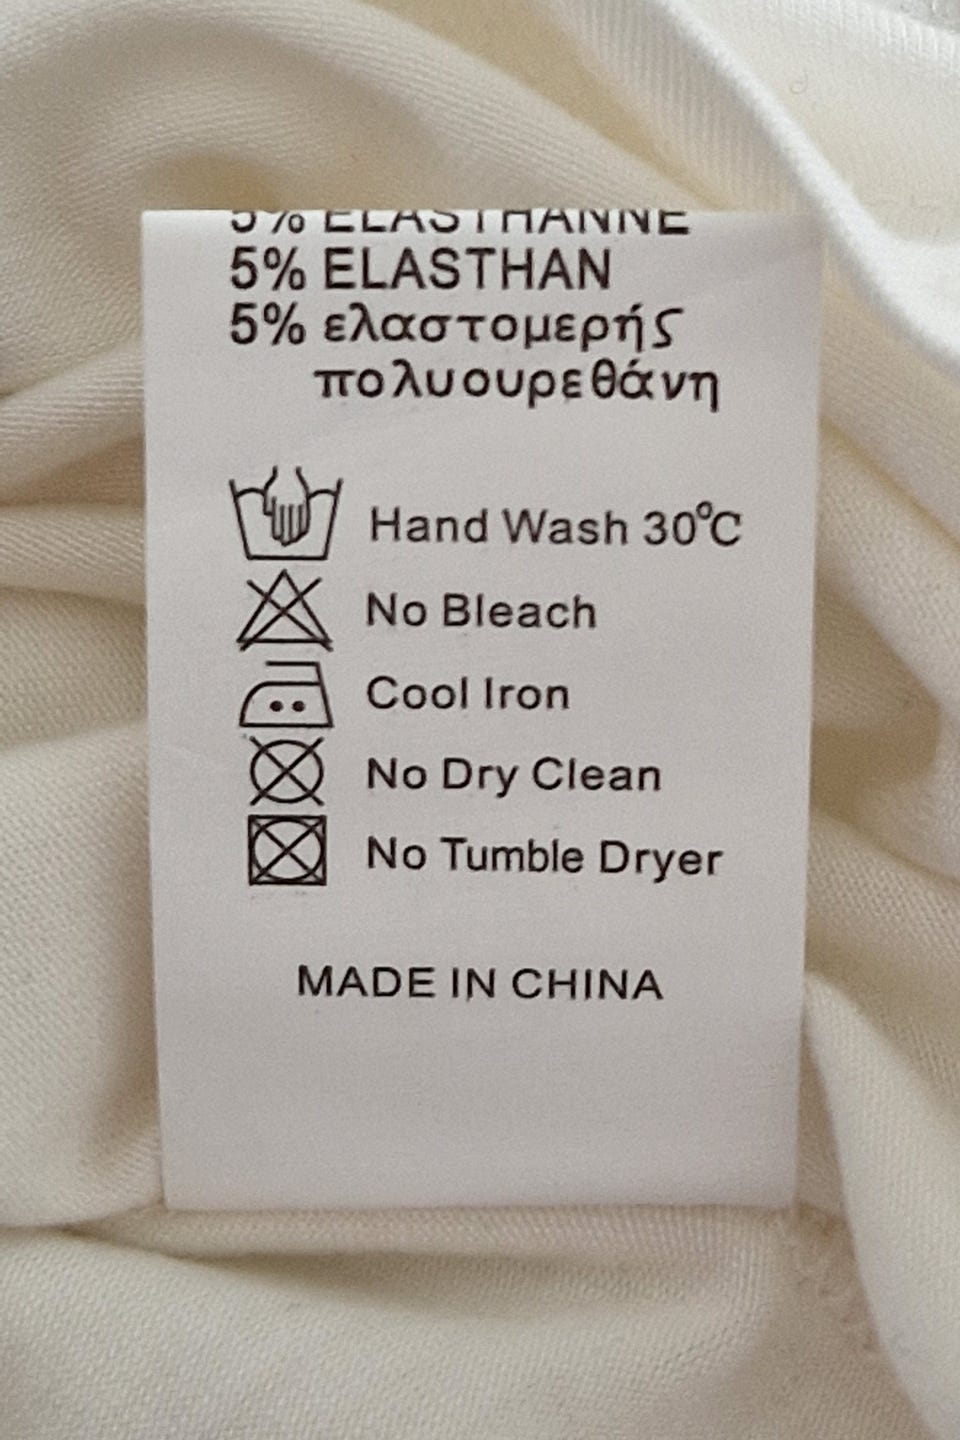 5% ELASTHANNE
5% ELASTHAN
5% ελαστομερής
πολυουρεθάνη
Hand Wash 30°C
No Bleach
Cool Iron
No Dry Clean
No Tumble Dryer
MADE IN CHINA